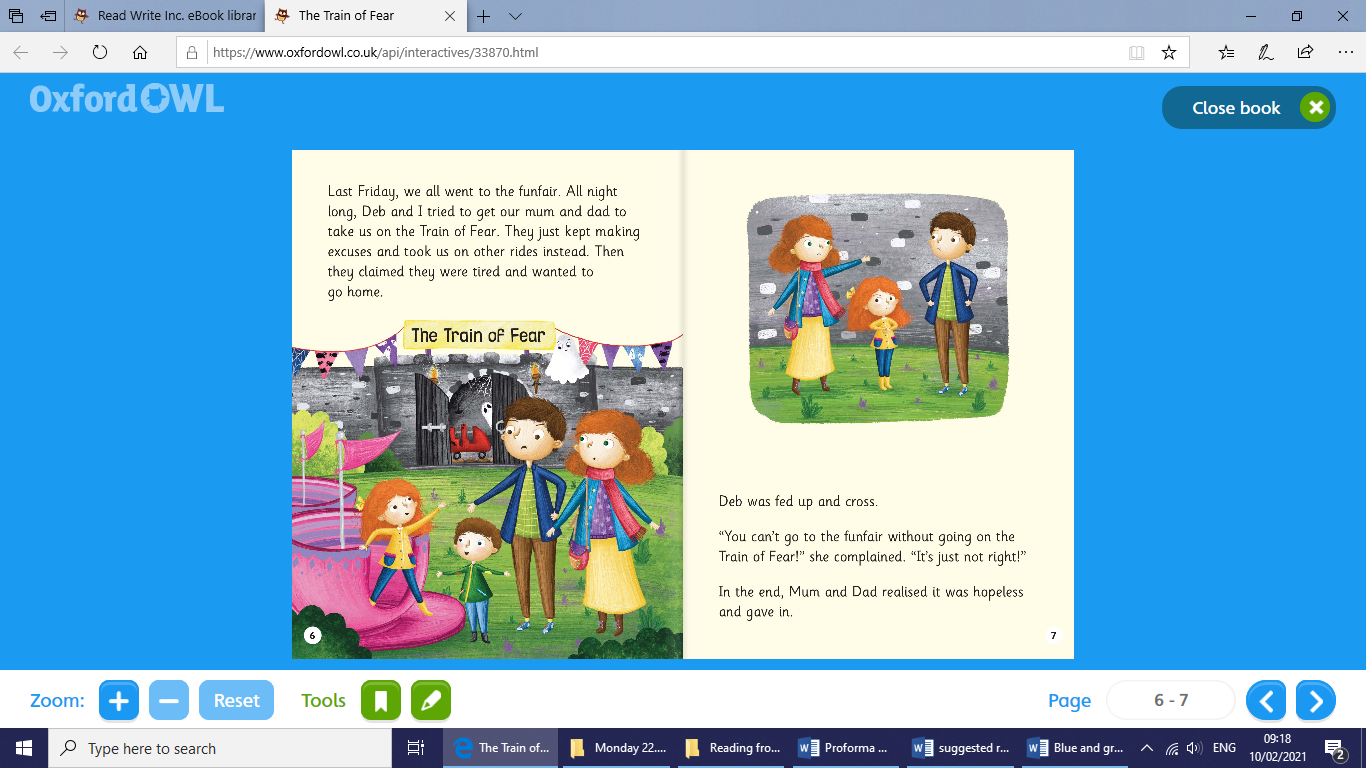 Read Write Inc. eBook librar
The Train of Fear
https://www.oxfordowl.co.uk/api/interactives/33870.html
OxfordOWL
Close book
Last Friday, we all went to the funfair. All night
long, Deb and I tried to get our mum and dad to
take us on the Train of Fear. They just kept making
excuses and took us on other rides instead. Then
they claimed they were tired and wanted to
go home.
The Train of Fear
6
Deb was fed up and cross.
“You can’t go to the funfair without going on the
Train of Fear!” she complained. “It’s just not right!”
In the end, Mum and Dad realised it was hopeless
and gave in.
7
Zoom:
Reset
Tools
Page
6 - 7
Type here to search
The Train of...
Monday 22....
Reading fro...
Proforma ...
suggested r...
Blue and gr...
ENG
09:18
10/02/2021
2